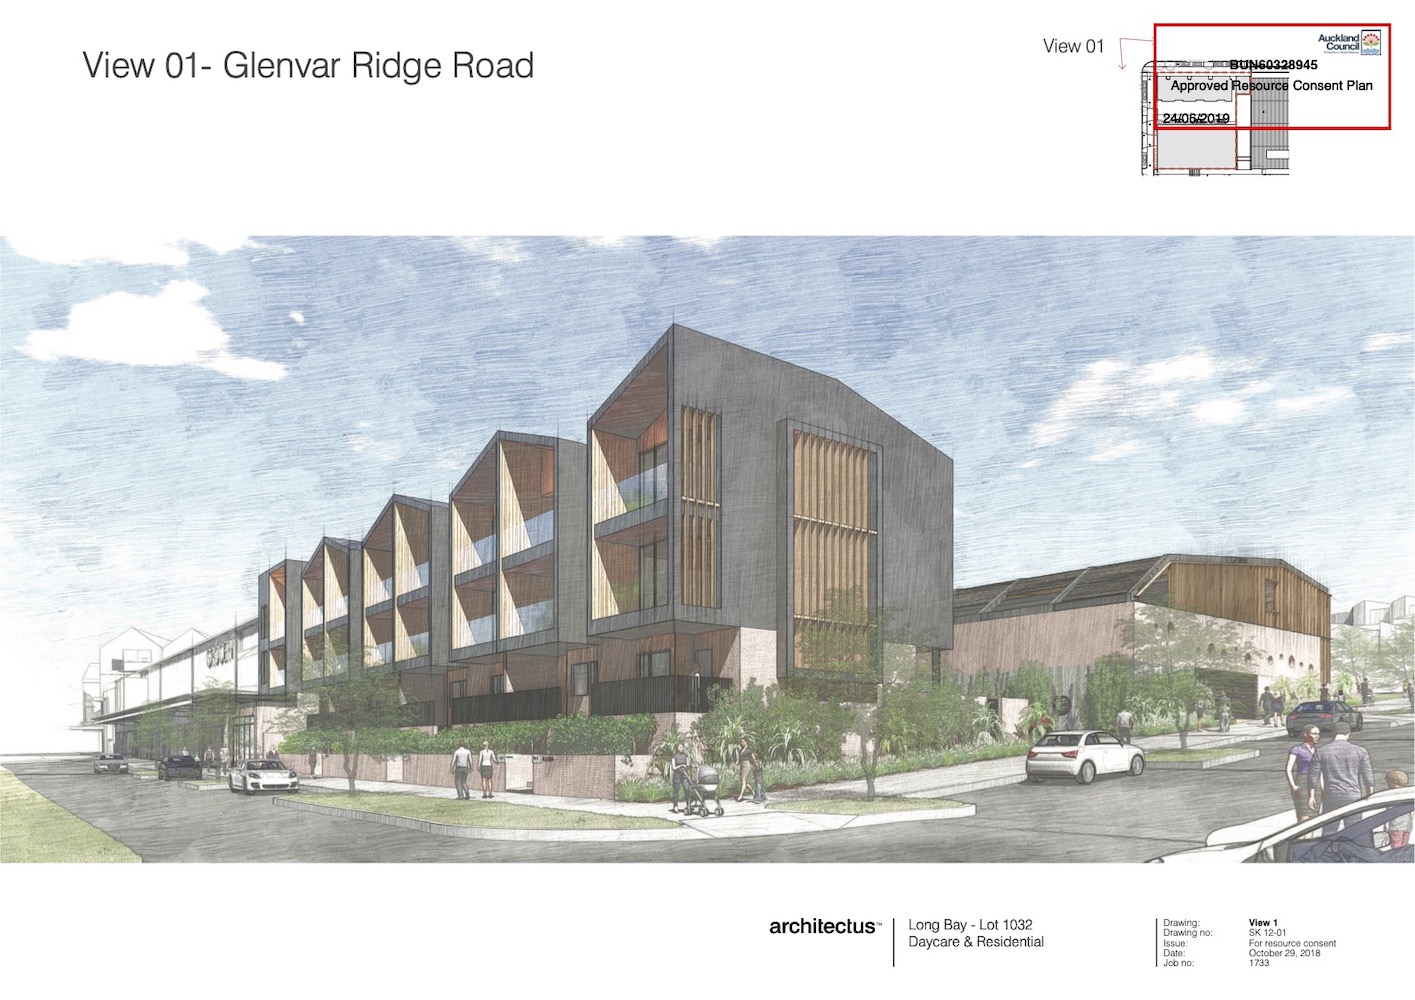 View 01- Glenvar Ridge Road
View 01
Auckland
Council
BUN60328945
Approved Resource Consent Plan
24/06/2019
architectus™
Long Bay - Lot 1032
Daycare & Residential
Drawing: View 1
Drawing no: SK 12-01
Issue: For resource consent
Date: October 29, 2018
Job no: 1733